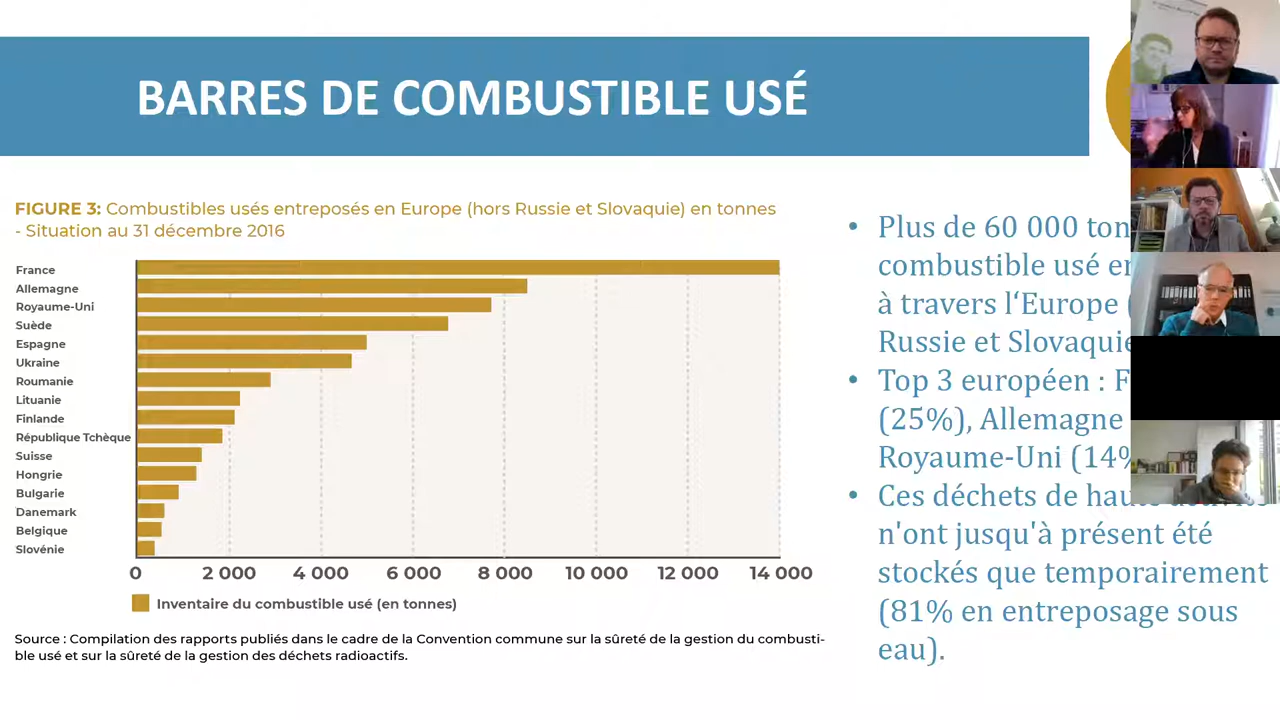 BARRES DE COMBUSTIBLE USÉ
FIGURE 3: Combustibles usés entreposés en Europe (hors Russie et Slovaquie) en tonnes
- Situation au 31 décembre 2016
France
Allemagne
Royaume-Uni
Suède
Espagne
Ukraine
Roumanie
Lituanie
Finlande
République Tchèque
Suisse
Hongrie
Bulgarie
Danemark
Belgique
Slovénie
0 2 000 4 000 6 000 8 000 10 000 12 000 14 000
Inventaire du combustible usé (en tonnes)
Source : Compilation des rapports publiés dans le cadre de la Convention commune sur la sûreté de la gestion du combusti-
ble usé et sur la sûreté de la gestion des déchets radioactifs.
• Plus de 60 000
combustible usé
à travers l‘Europe
Russie et Slovaquie
• Top 3 européen :
(25%), Allemagne
Royaume-Uni (14%
• Ces déchets de
n'ont jusqu'à présent été
stockés que temporairement
(81% en entreposage sous
eau).